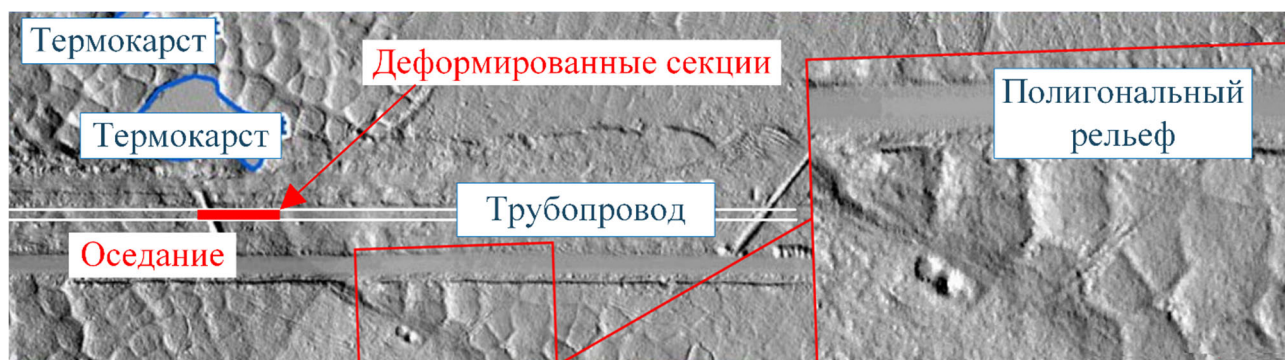 Термокарст
Деформированные секции
Термокарст
Полигональный
рельеф
Трубопровод
Оседание